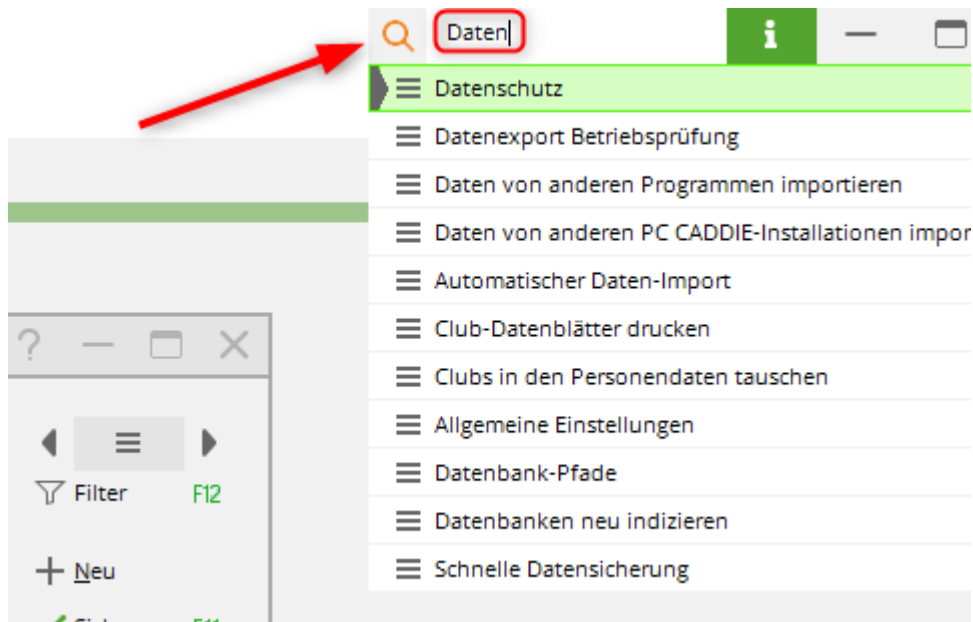 Daten
Datenschutz
Datenexport Betriebsprüfung
Daten von anderen Programmen importieren
Daten von anderen PC CADDIE-Installationen impor
Automatischer Daten-Import
Club-Datenblätter drucken
Clubs in den Personendaten tauschen
Allgemeine Einstellungen
Datenbank-Pfade
Datenbanken neu indizieren
Schnelle Datensicherung
?
Filter F12
Neu